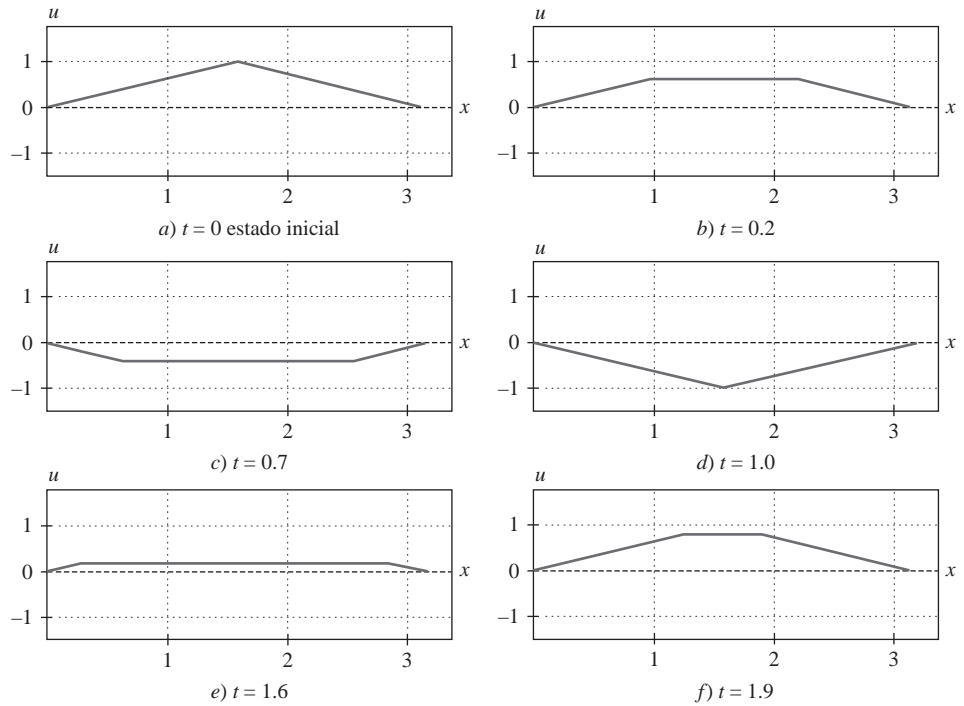 u
1
0
–1
x
1 2 3
a) t = 0 estado inicial
u
1
0
–1
x
1 2 3
b) t = 0.2
u
1
0
–1
x
1 2 3
c) t = 0.7
u
1
0
–1
x
1 2 3
d) t = 1.0
u
1
0
–1
x
1 2 3
e) t = 1.6
u
1
0
–1
x
1 2 3
f) t = 1.9